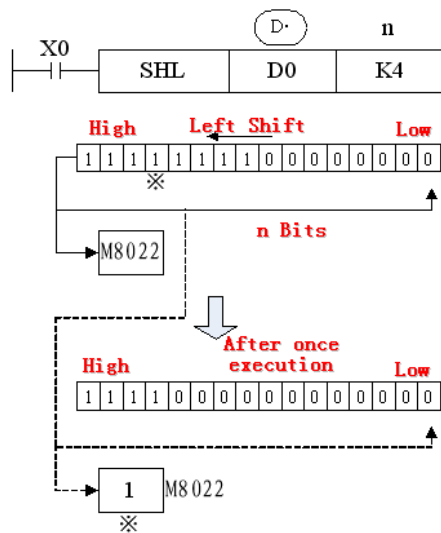 D· n
X0
SHL D0 K4
High Left Shift Low
1 1 1 1 1 1 1 1 0 0 0 0 0 0 0 0
※
n Bits
M8022
After once
High execution Low
1 1 1 1 0 0 0 0 0 0 0 0 0 0 0 0
1 M8022
※